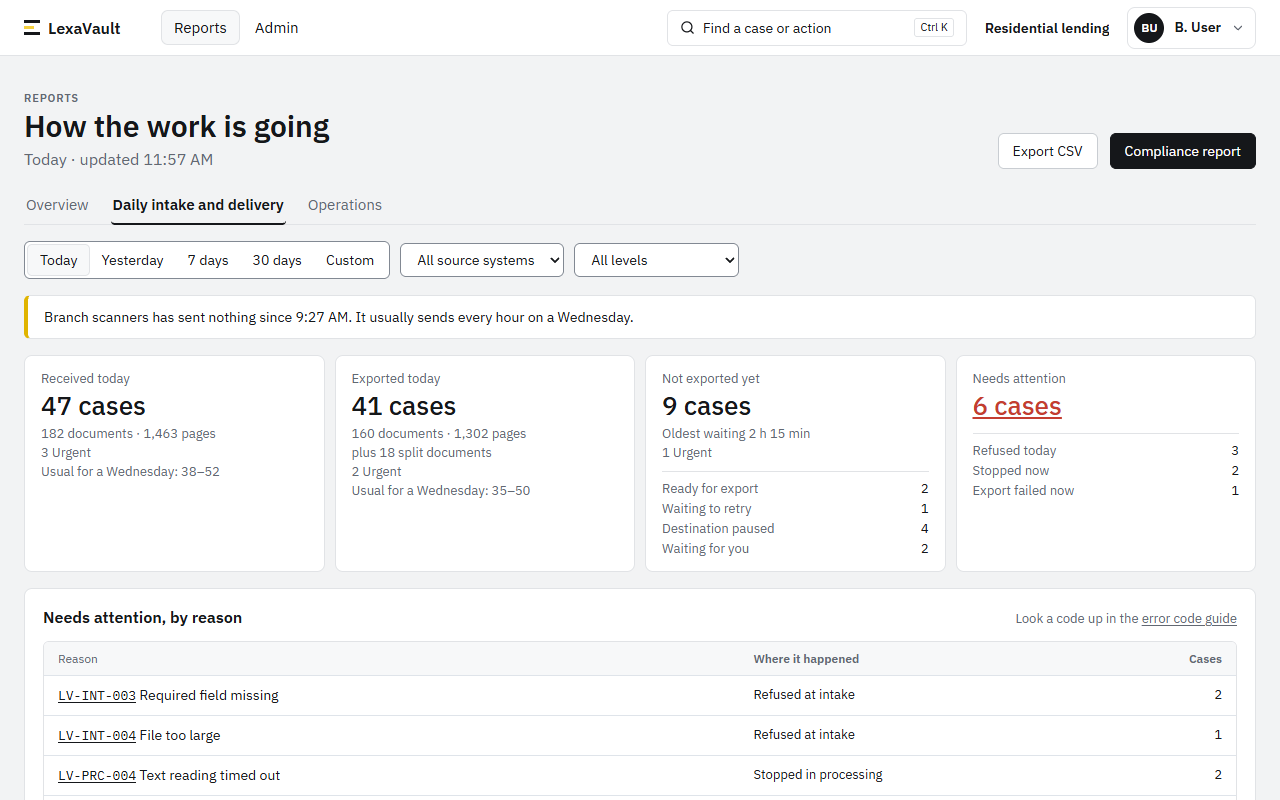 LexaVault
Reports
Admin
Find a case or action
Ctrl K
Residential lending
BU
B. User
REPORTS
How the work is going
Today · updated 11:57 AM
Export CSV
Compliance report
Overview
Daily intake and delivery
Operations
Today
Yesterday
7 days
30 days
Custom
All source systems
All levels
Branch scanners has sent nothing since 9:27 AM. It usually sends every hour on a Wednesday.
Received today
47 cases
182 documents · 1,463 pages
3 Urgent
Usual for a Wednesday: 38–52
Exported today
41 cases
160 documents · 1,302 pages
plus 18 split documents
2 Urgent
Usual for a Wednesday: 35–50
Not exported yet
9 cases
Oldest waiting 2 h 15 min
1 Urgent
Ready for export 2
Waiting to retry 1
Destination paused 4
Waiting for you 2
Needs attention
6 cases
Refused today 3
Stopped now 2
Export failed now 1
Needs attention, by reason
Look a code up in the error code guide
Reason Where it happened Cases
LV-INT-003 Required field missing Refused at intake 2
LV-INT-004 File too large Refused at intake 1
LV-PRC-004 Text reading timed out Stopped in processing 2